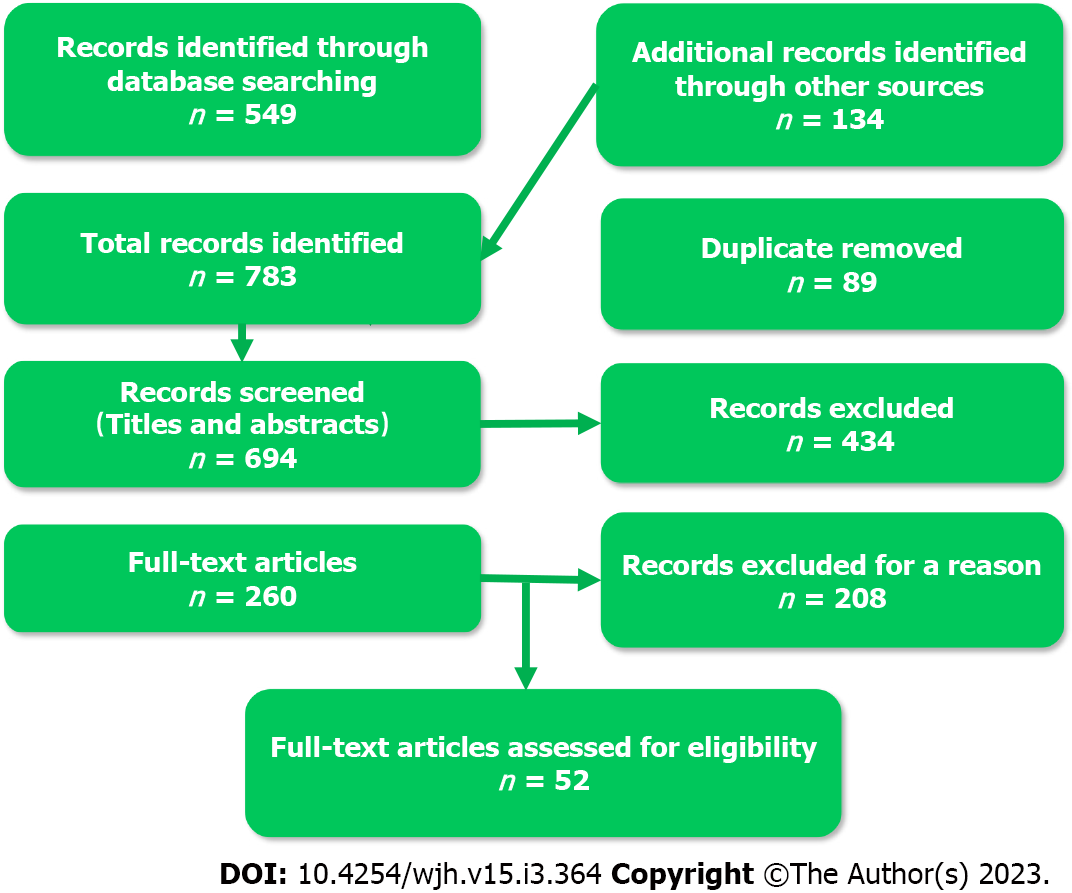 Records identified through
database searching
n = 549
Additional records identified
through other sources
n = 134
Total records identified
n = 783
Duplicate removed
n = 89
Records screened
(Titles and abstracts)
n = 694
Records excluded
n = 434
Full-text articles
n = 260
Records excluded for a reason
n = 208
Full-text articles assessed for eligibility
n = 52
DOI: 10.4254/wjh.v15.i3.364 Copyright ©The Author(s) 2023.